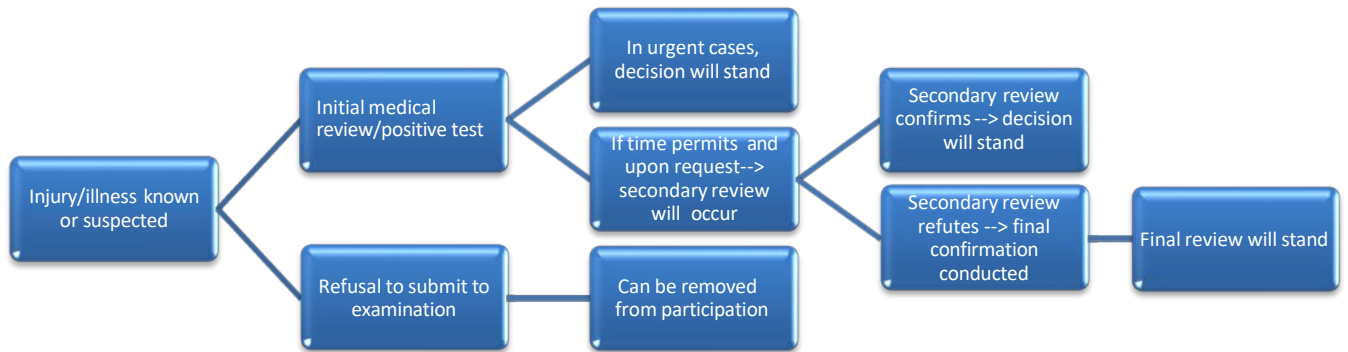 In urgent cases,
decision will stand
Initial medical
review/positive test
Secondary review
confirms --> decision
will stand
If time permits and
upon request-->
secondary review
will occur
Injury/illness known
or suspected
Secondary review
refutes --> final
confirmation
conducted
Final review will stand
Refusal to submit to
examination
Can be removed
from participation